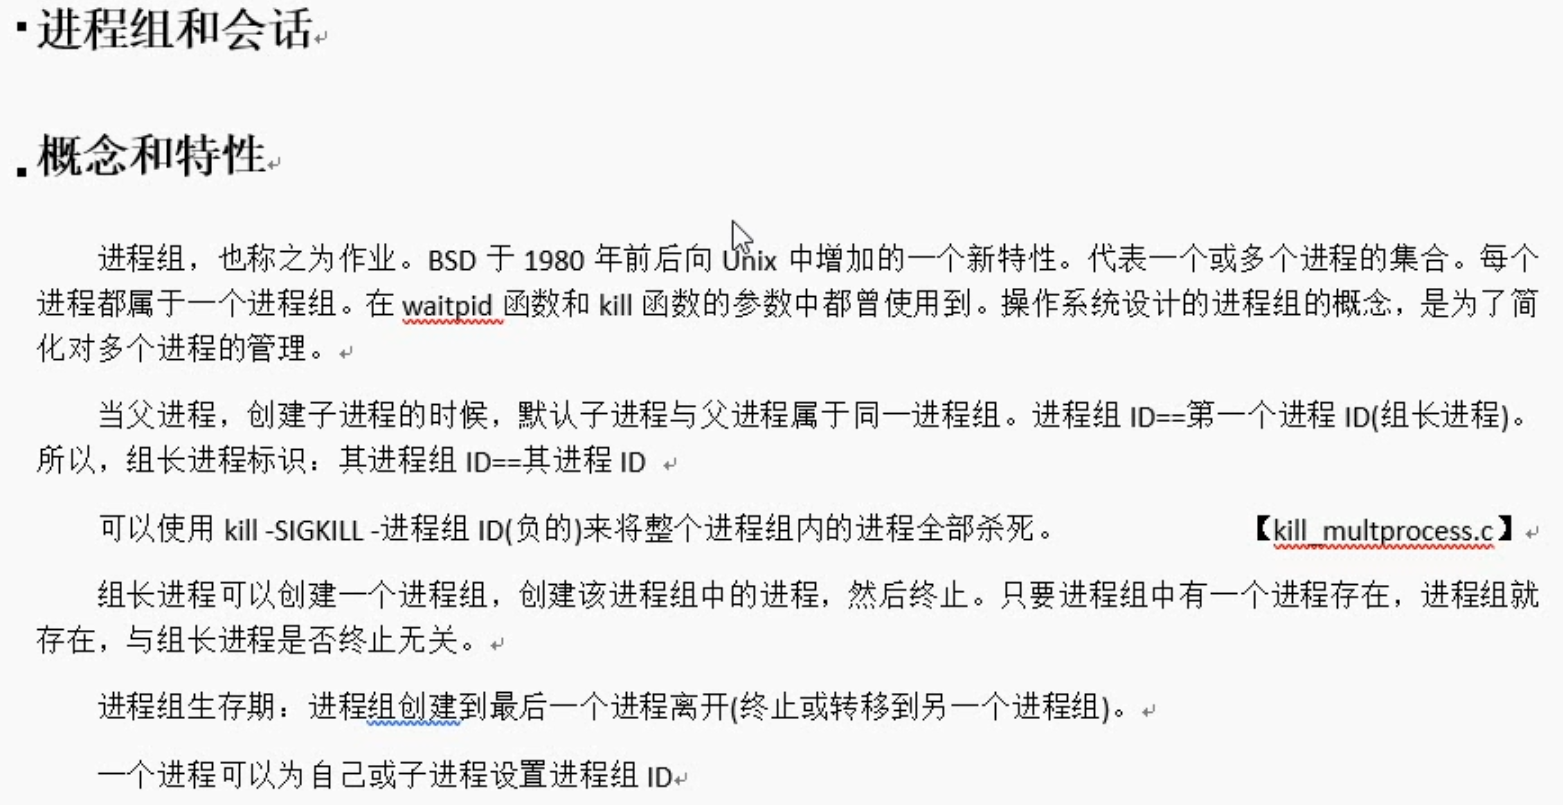 进程组和会话
概念和特性
进程组，也称之为作业。BSD 于 1980 年前后向 Unix 中增加的一个新特性。代表一个或多个进程的集合。每个
进程都属于一个进程组。在 waitpid 函数和 kill 函数的参数中都曾使用到。操作系统设计的进程组的概念，是为了简
化对多个进程的管理。
当父进程，创建子进程的时候，默认子进程与父进程属于同一进程组。进程组 ID==第一个进程 ID(组长进程)。
所以，组长进程标识：其进程组 ID==其进程 ID
可以使用 kill -SIGKILL -进程组 ID(负的)来将整个进程组内的进程全部杀死。 【kill_multprocess.c】
组长进程可以创建一个进程组，创建该进程组中的进程，然后终止。只要进程组中有一个进程存在，进程组就
存在，与组长进程是否终止无关。
进程组生存期：进程组创建到最后一个进程离开(终止或转移到另一个进程组)。
一个进程可以为自己或子进程设置进程组 ID